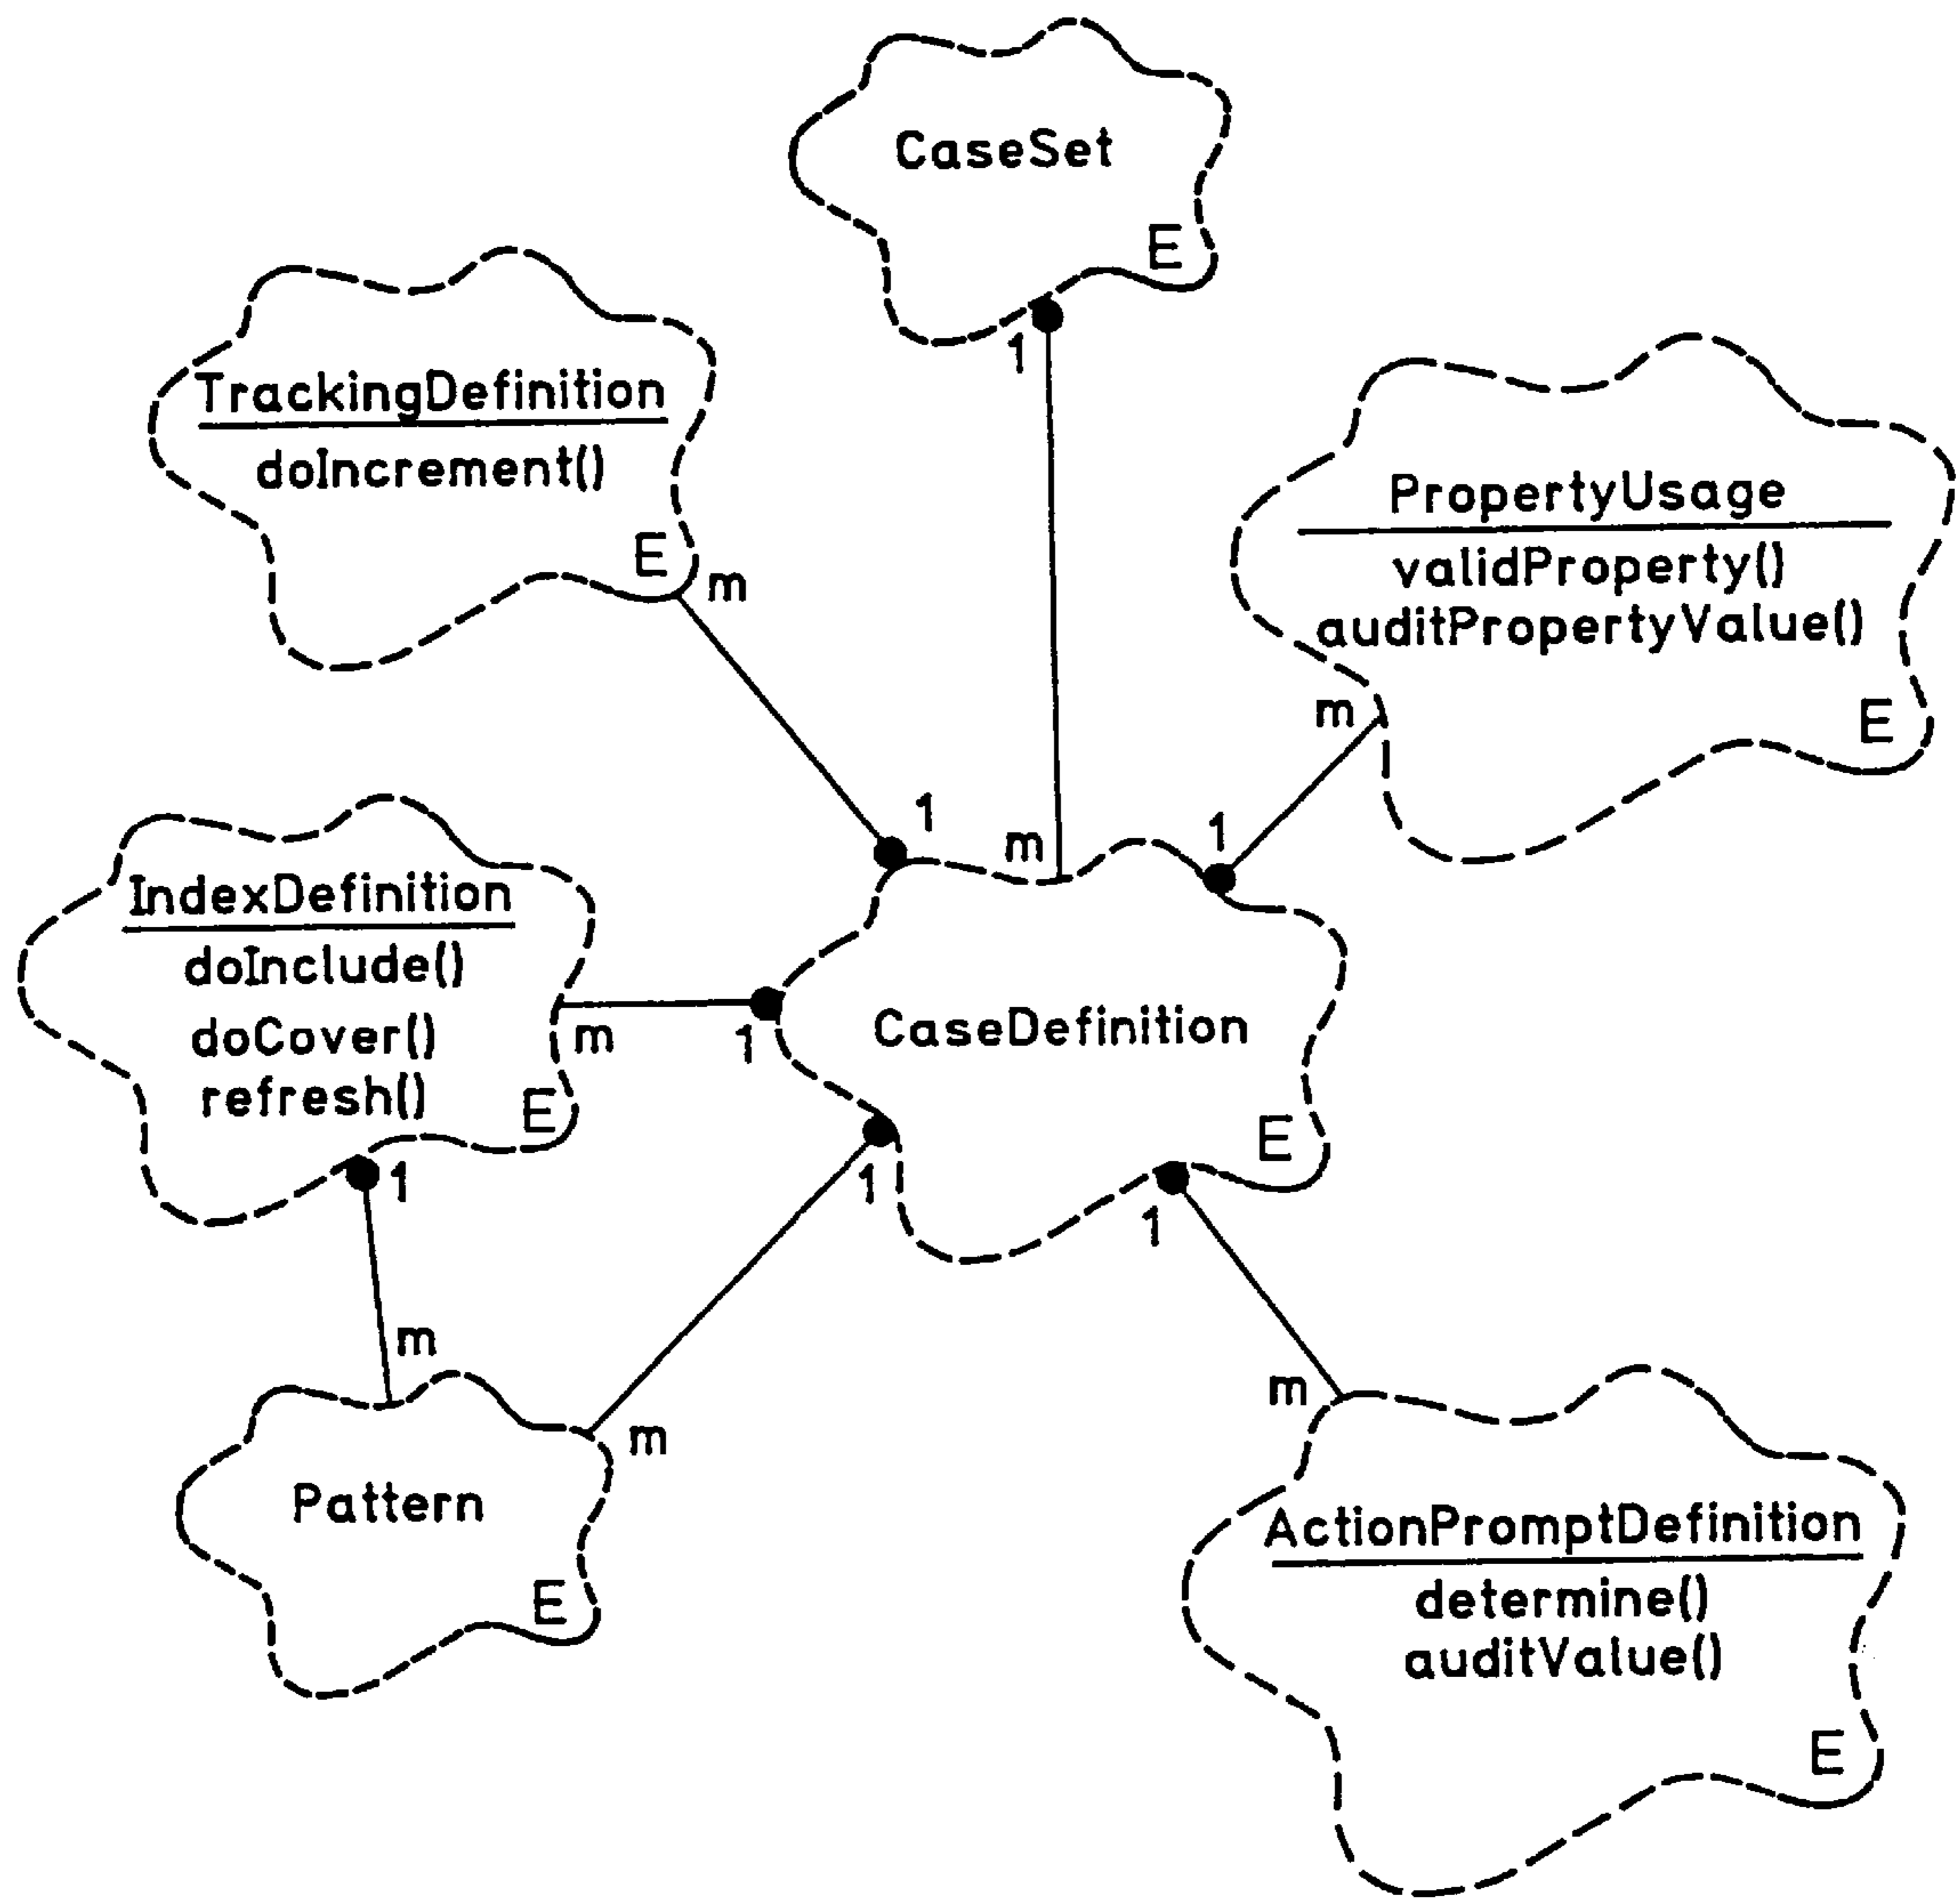 CaseSet
E
1
TrackingDefinition
doIncrement()
E
m
PropertyUsage
validProperty()
auditPropertyValue()
E
m
1
m
1
IndexDefinition
doInclude()
doCover()
refresh()
E
m
1
1
CaseDefinition
E
1
1
m
m
Pattern
E
m
ActionPromptDefinition
determine()
auditValue()
E